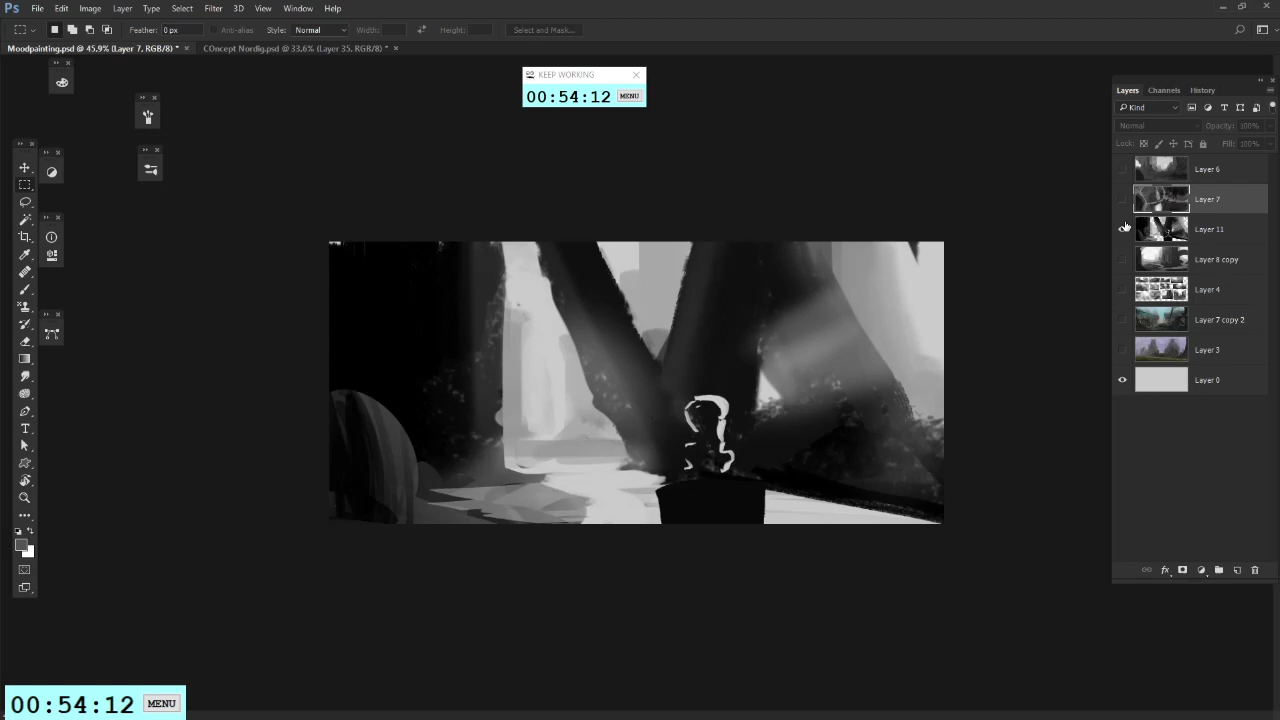 Ps File Edit Image Layer Type Select Filter 3D View Window Help
Feather: 0 px Anti-alias Style: Normal Width: Height: Select and Mask...
Moodpainting.psd @ 45,9% (Layer 7, RGB/8) * × COncept Nordig.psd @ 33,6% (Layer 35, RGB/8) * ×
KEEP WORKING
00:54:12 MENU
Layers Channels History
Kind
Normal Opacity: 100%
Lock: Fill: 100%
Layer 6
Layer 7
Layer 11
Layer 8 copy
Layer 4
Layer 7 copy 2
Layer 3
Layer 0
fx
00:54:12 MENU